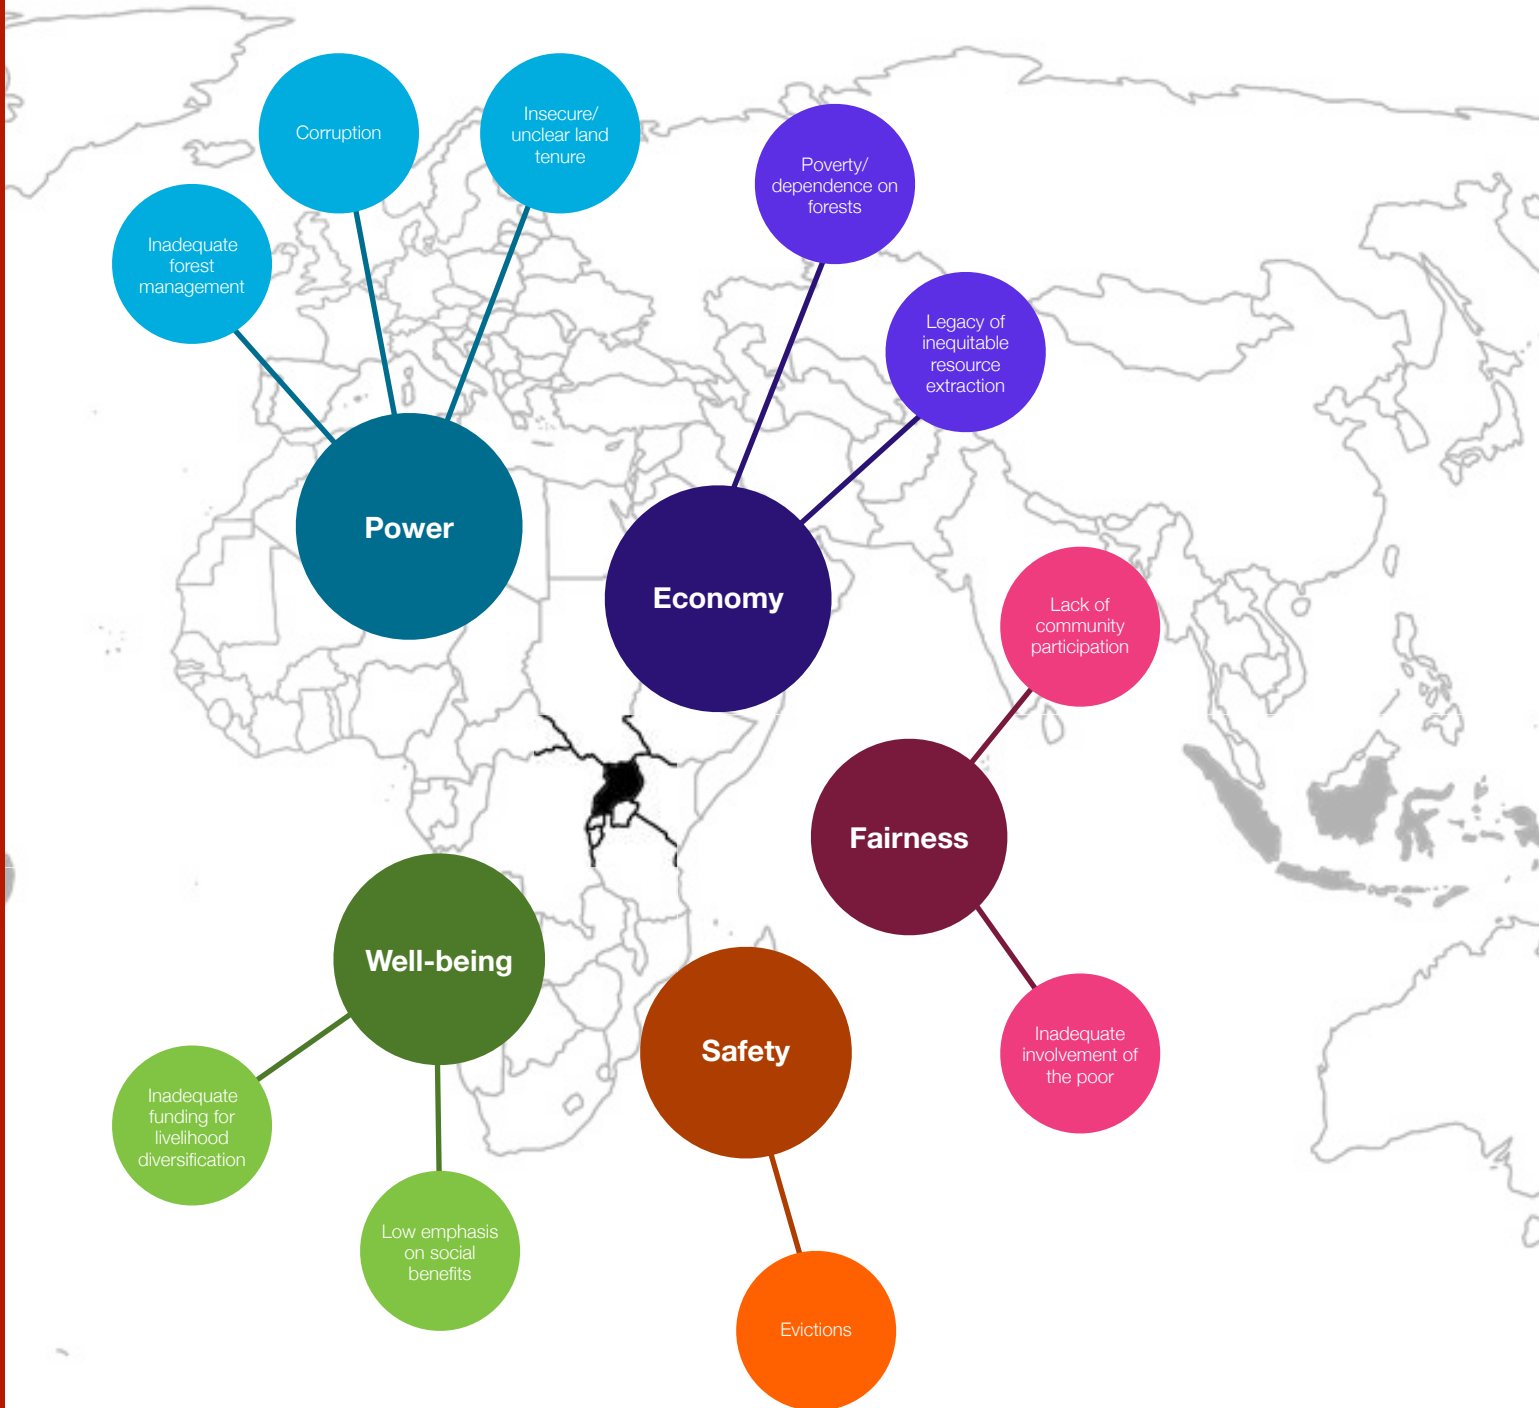 Corruption
Insecure/
unclear land
tenure
Inadequate
forest
management
Power
Poverty/
dependence on
forests
Legacy of
inequitable
resource
extraction
Economy
Lack of
community
participation
Fairness
Inadequate
involvement of
the poor
Well-being
Inadequate
funding for
livelihood
diversification
Low emphasis
on social
benefits
Safety
Evictions